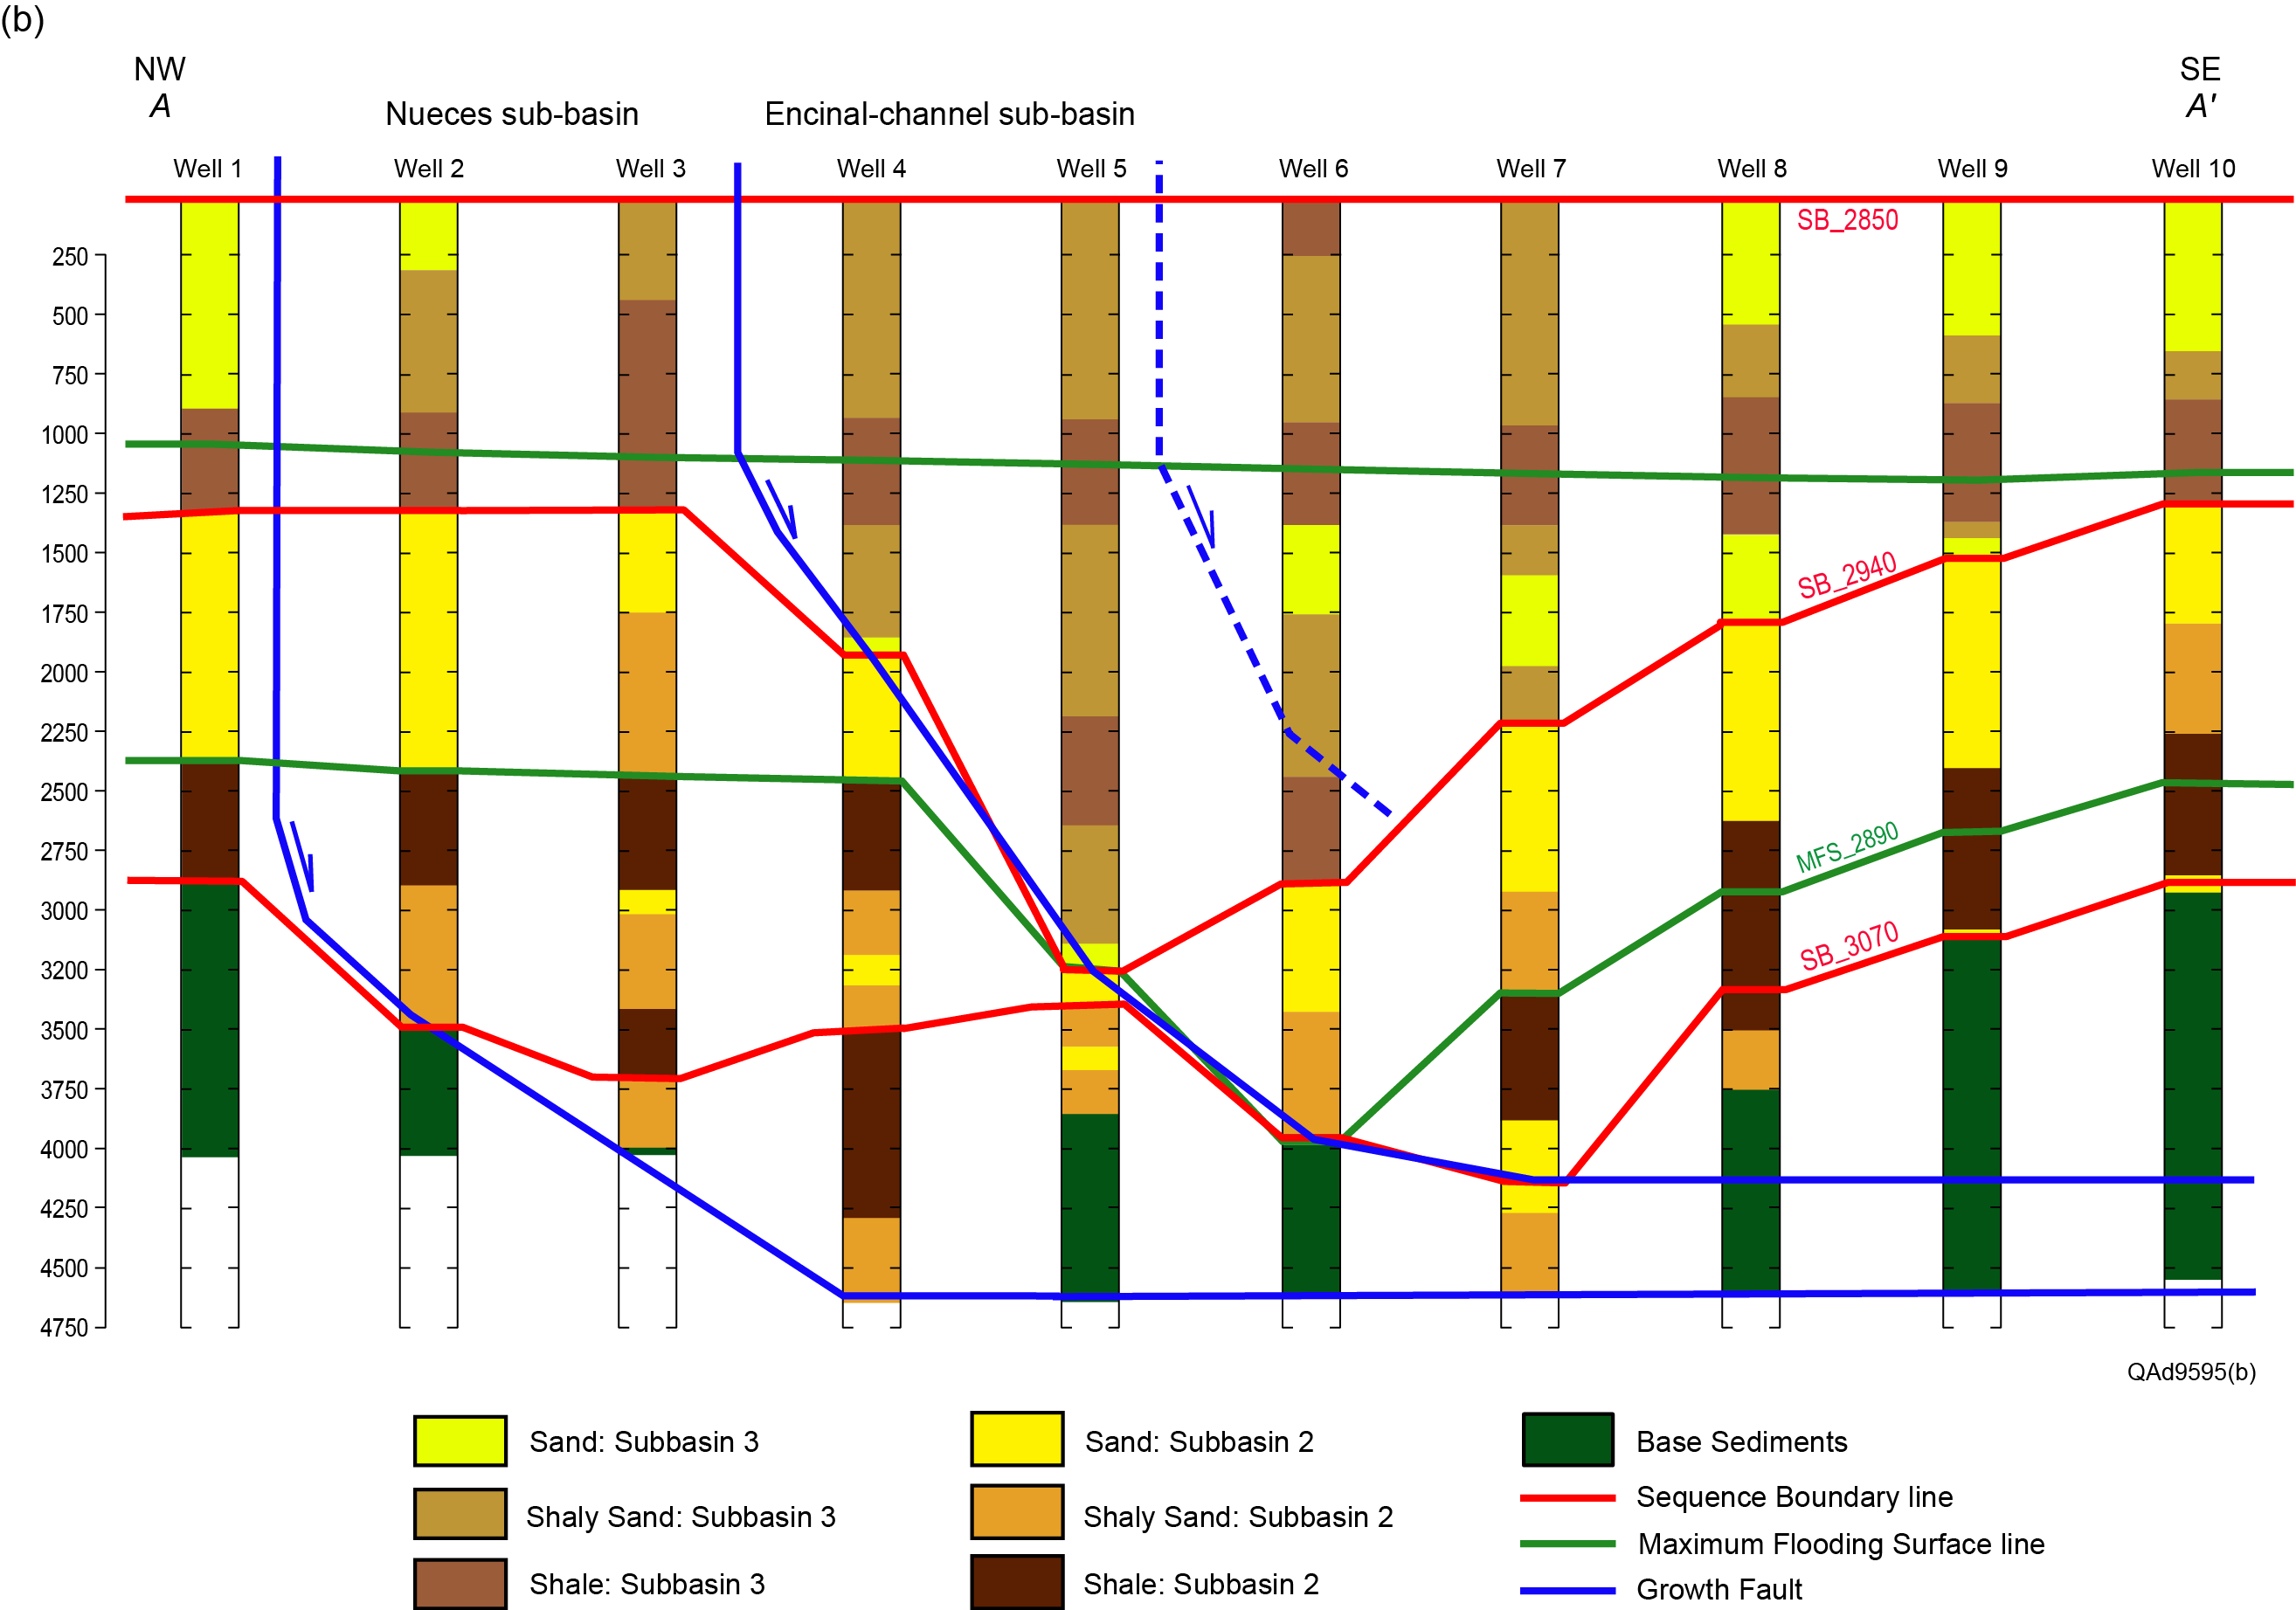 (b)
NW
A
SE
A'
Nueces sub-basin
Encinal-channel sub-basin
Well 1
Well 2
Well 3
Well 4
Well 5
Well 6
Well 7
Well 8
Well 9
Well 10
SB_2850
250
500
750
1000
1250
1500
1750
2000
2250
2500
2750
3000
3200
3500
3750
4000
4250
4500
4750
SB_2940
MFS_2890
SB_3070
QAd9595(b)
Sand: Subbasin 3
Shaly Sand: Subbasin 3
Shale: Subbasin 3
Sand: Subbasin 2
Shaly Sand: Subbasin 2
Shale: Subbasin 2
Base Sediments
Sequence Boundary line
Maximum Flooding Surface line
Growth Fault